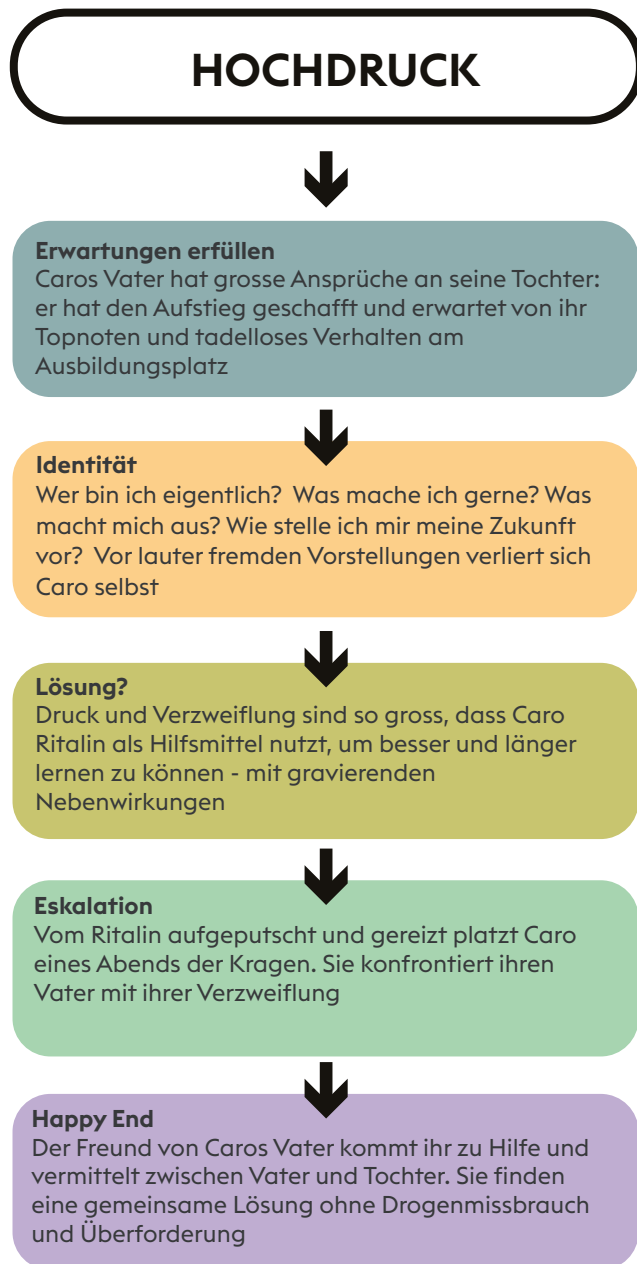 HOCHDRUCK
Erwartungen erfüllen
Caros Vater hat grosse Ansprüche an seine Tochter:
er hat den Aufstieg geschafft und erwartet von ihr
Topnoten und tadelloses Verhalten am
Ausbildungsplatz
Identität
Wer bin ich eigentlich? Was mache ich gerne? Was
macht mich aus? Wie stelle ich mir meine Zukunft
vor? Vor lauter fremden Vorstellungen verliert sich
Caro selbst
Lösung?
Druck und Verzweiflung sind so gross, dass Caro
Ritalin als Hilfsmittel nutzt, um besser und länger
lernen zu können - mit gravierenden
Nebenwirkungen
Eskalation
Vom Ritalin aufgeputscht und gereizt platzt Caro
eines Abends der Kragen. Sie konfrontiert ihren
Vater mit ihrer Verzweiflung
Happy End
Der Freund von Caros Vater kommt ihr zu Hilfe und
vermittelt zwischen Vater und Tochter. Sie finden
eine gemeinsame Lösung ohne Drogenmissbrauch
und Überforderung